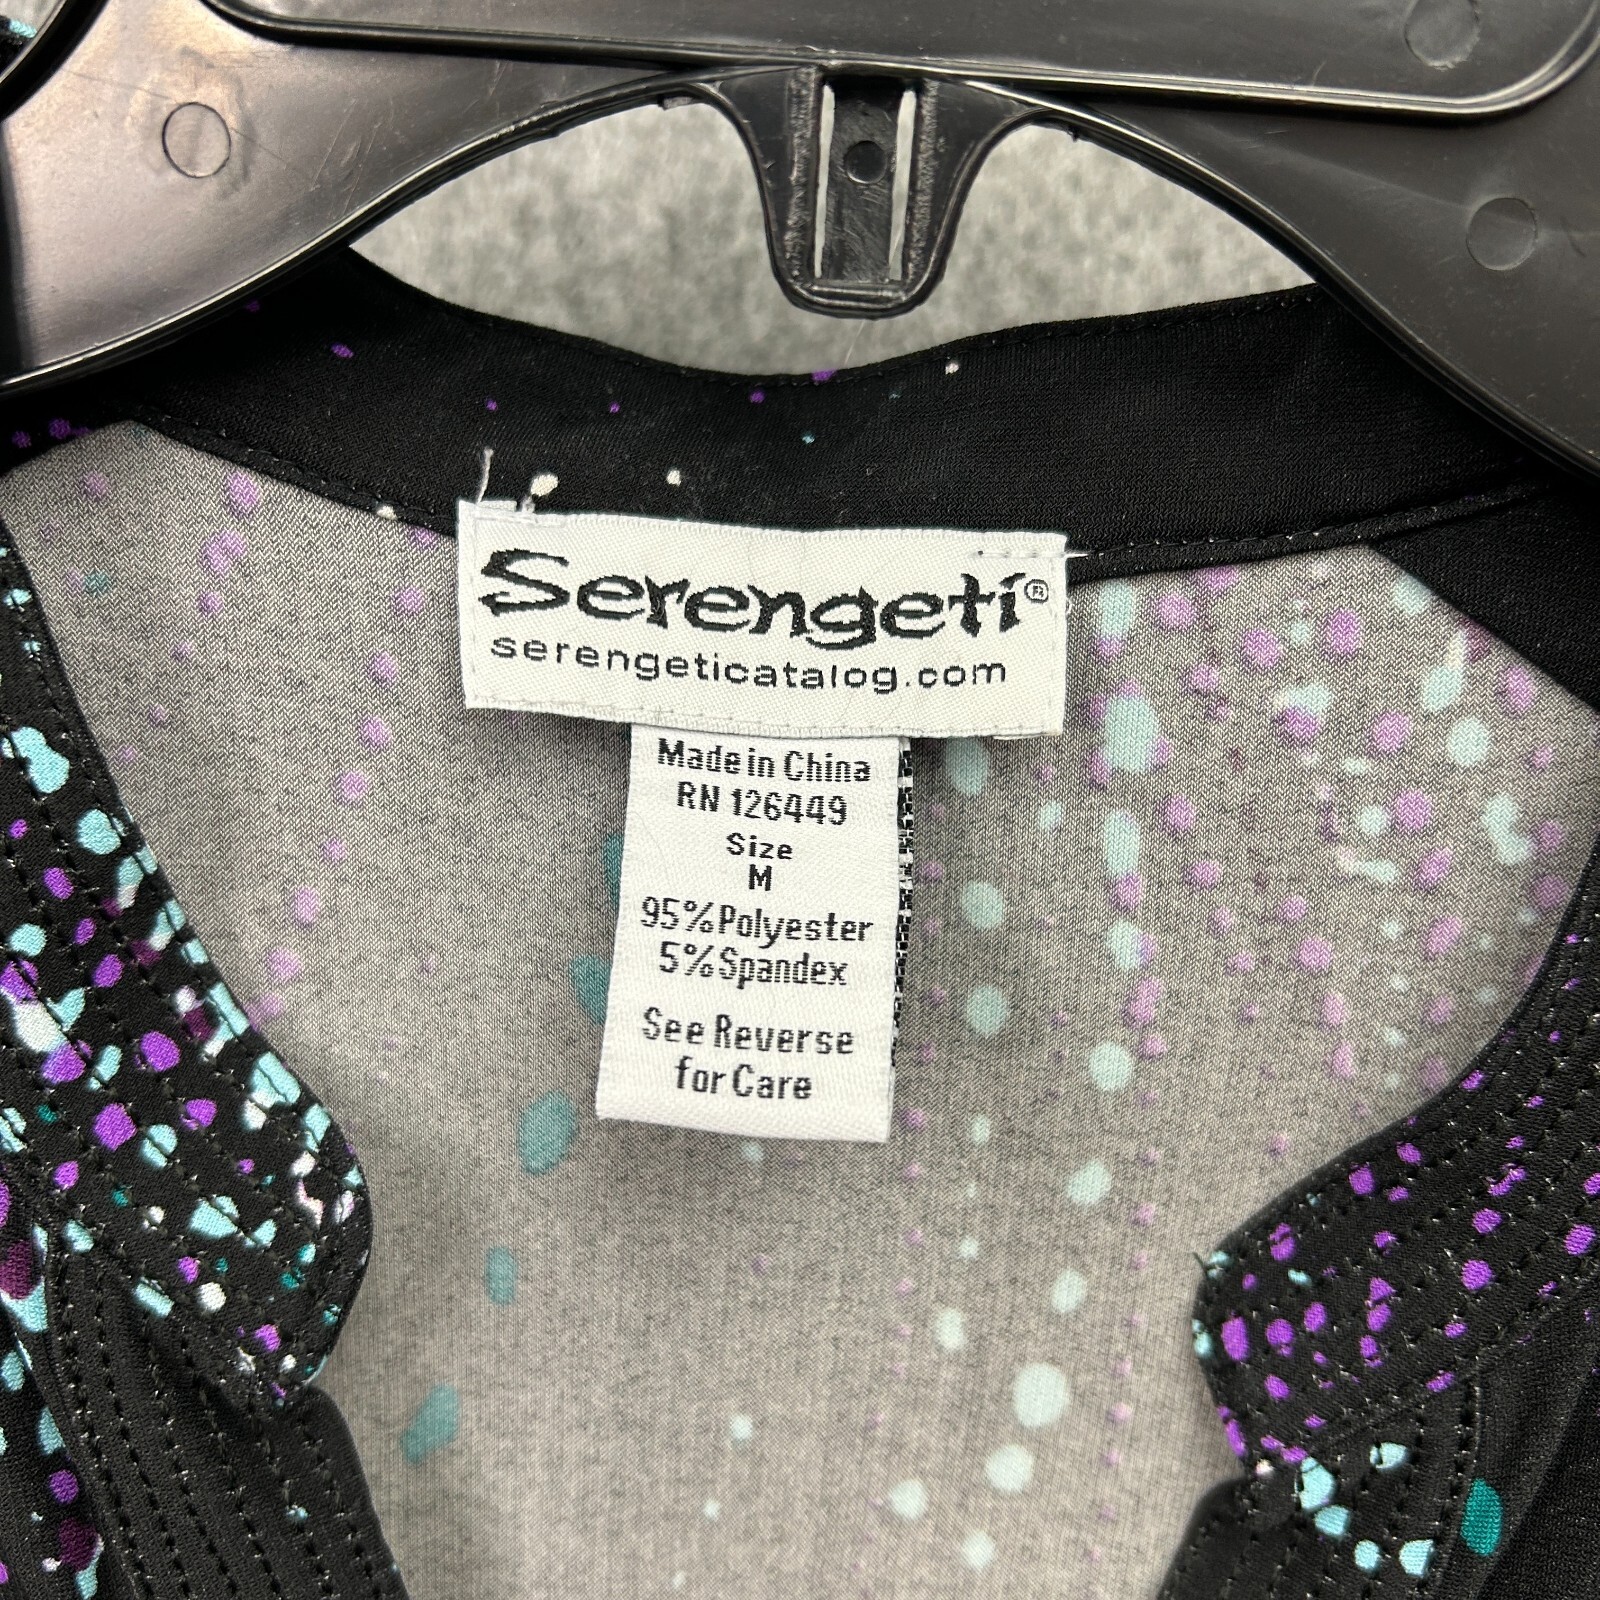 Serengeti®
serengeticatalog.com
Made in China
RN 126449
Size
M
95% Polyester
5% Spandex
See Reverse
for Care